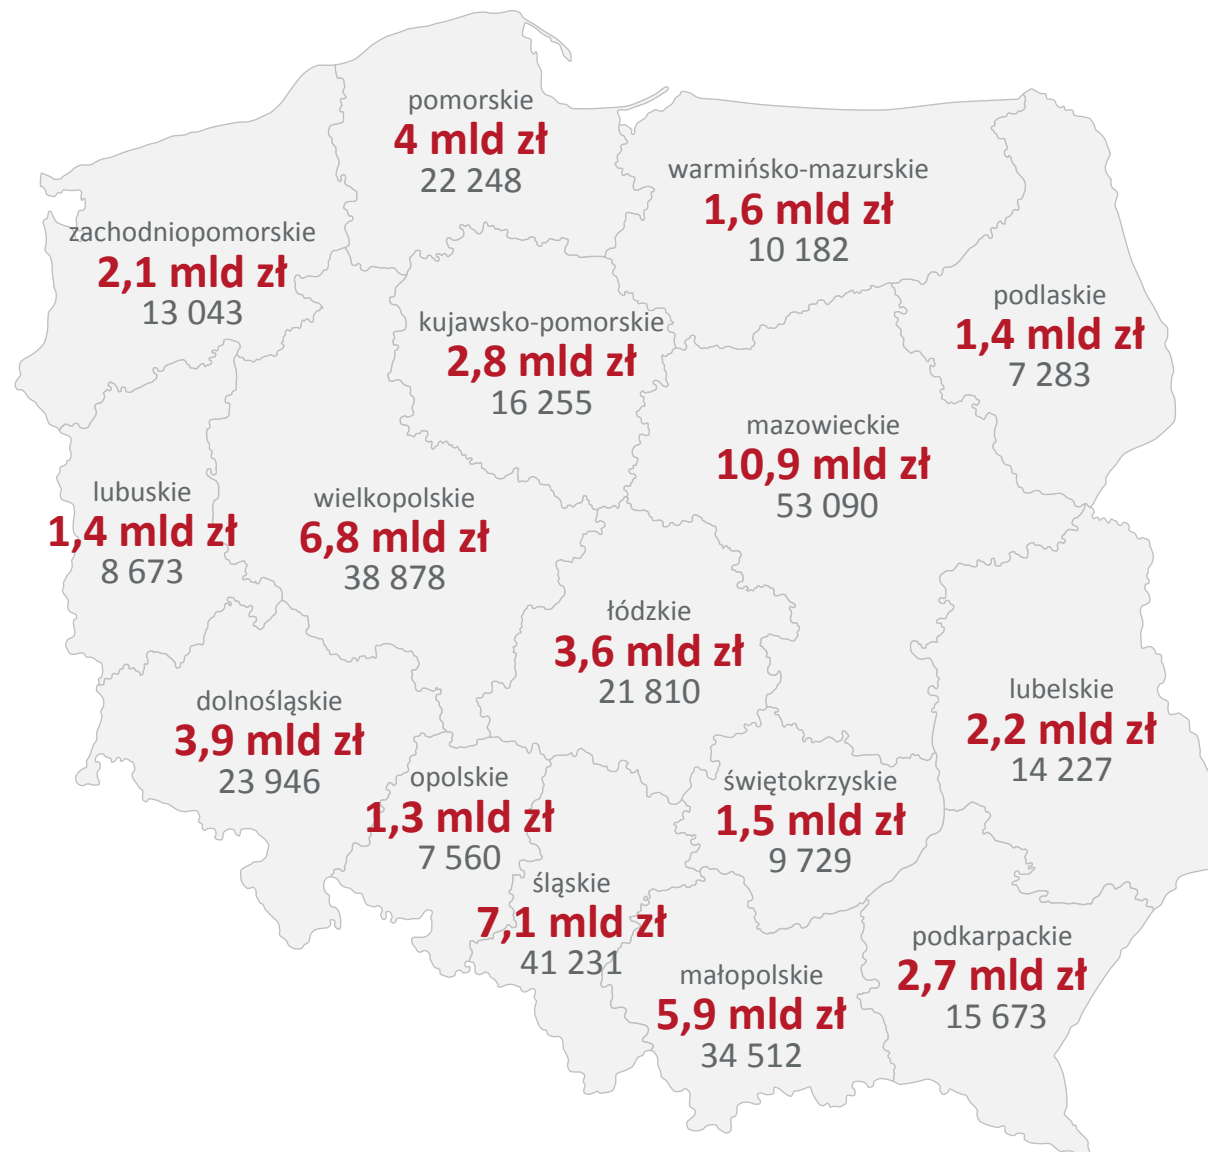 pomorskie
4 mld zł
22 248
warmińsko-mazurskie
1,6 mld zł
10 182
zachodniopomorskie
2,1 mld zł
13 043
podlaskie
1,4 mld zł
7 283
kujawsko-pomorskie
2,8 mld zł
16 255
mazowieckie
10,9 mld zł
53 090
lubuskie
1,4 mld zł
8 673
wielkopolskie
6,8 mld zł
38 878
łódzkie
3,6 mld zł
21 810
dolnośląskie
3,9 mld zł
23 946
lubelskie
2,2 mld zł
14 227
opolskie
1,3 mld zł
7 560
świętokrzyskie
1,5 mld zł
9 729
śląskie
7,1 mld zł
41 231
małopolskie
5,9 mld zł
34 512
podkarpackie
2,7 mld zł
15 673